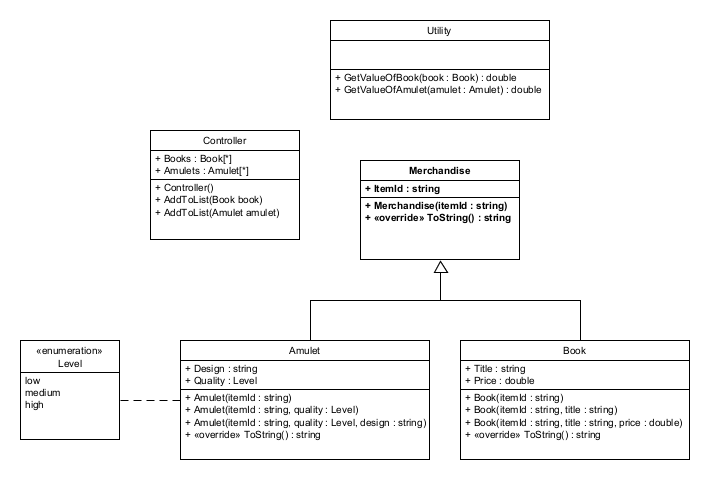 Utility
+ GetValueOfBook(book : Book) : double
+ GetValueOfAmulet(amulet : Amulet) : double
Controller
+ Books : Book[*]
+ Amulets : Amulet[*]
+ Controller()
+ AddToList(Book book)
+ AddToList(Amulet amulet)
Merchandise
+ ItemId : string
+ Merchandise(itemId : string)
+ «override» ToString() : string
«enumeration»
Level
low
medium
high
Amulet
+ Design : string
+ Quality : Level
+ Amulet(itemId : string)
+ Amulet(itemId : string, quality : Level)
+ Amulet(itemId : string, quality : Level, design : string)
+ «override» ToString() : string
Book
+ Title : string
+ Price : double
+ Book(itemId : string)
+ Book(itemId : string, title : string)
+ Book(itemId : string, title : string, price : double)
+ «override» ToString() : string